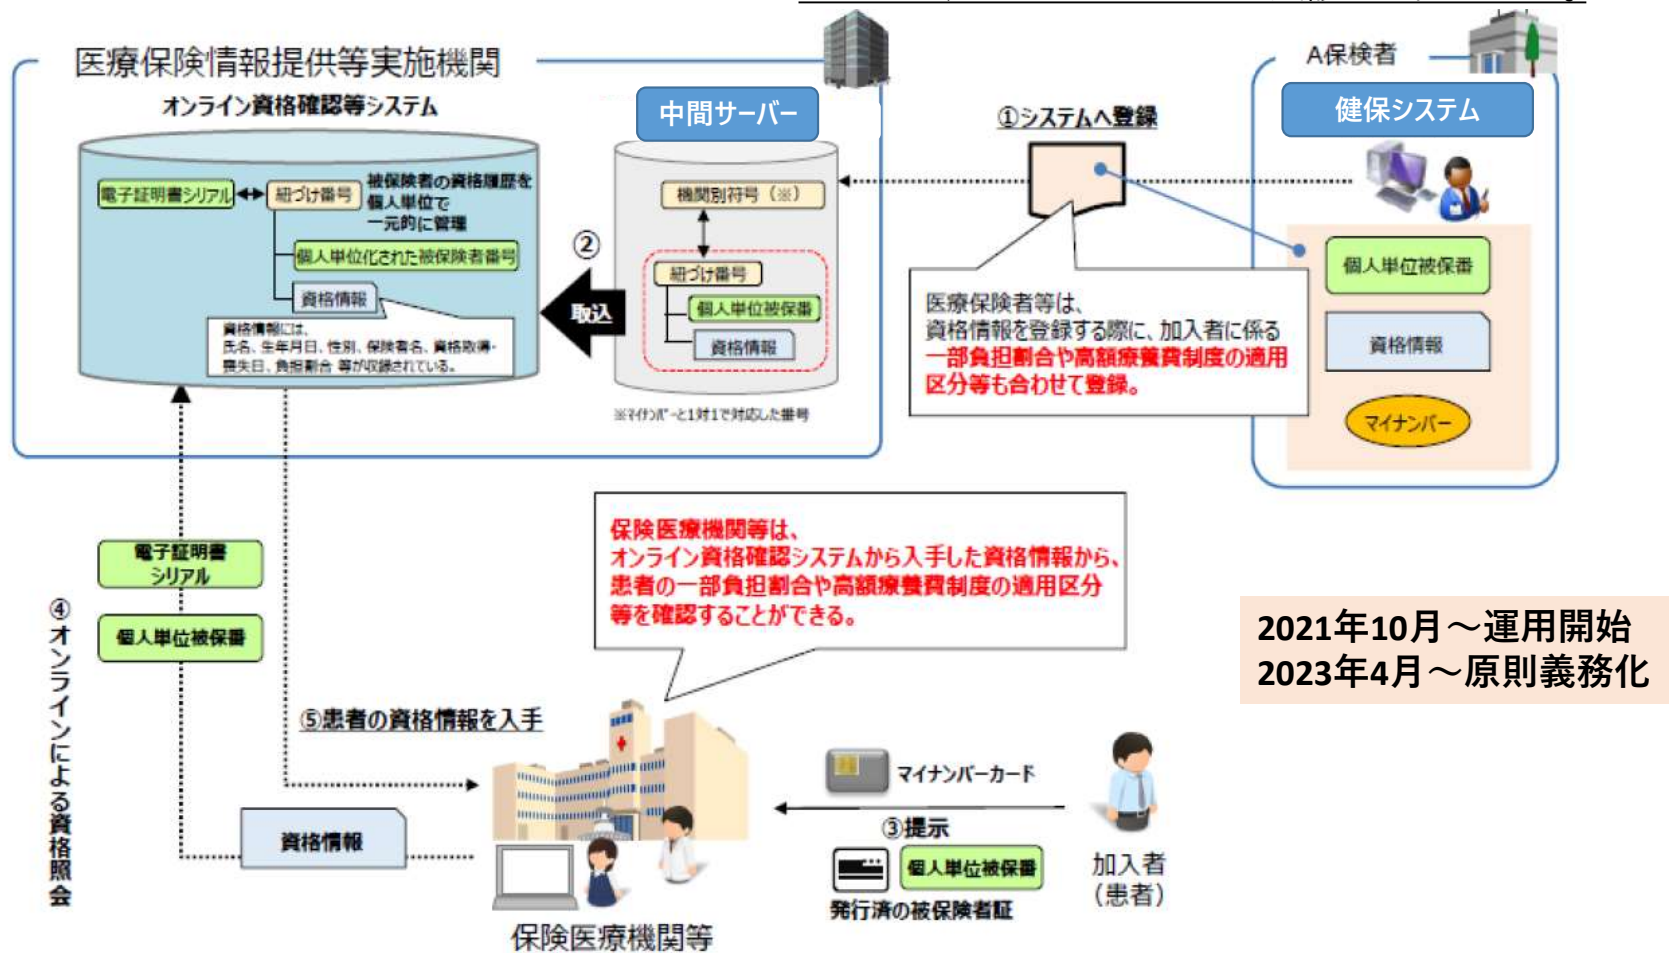 医療保険情報提供等実施機関
オンライン資格確認等システム
電子証明書シリアル
紐づけ番号
被保険者の資格履歴を
個人単位で
一元的に管理
個人単位化された被保険者番号
資格情報
資格情報には、
氏名、生年月日、性別、保険者名、資格取得・
喪失日、負担割合 等が収録されている。
②
取込
中間サーバー
機関別符号（※）
紐づけ番号
個人単位被保番
資格情報
※マイナンバーと1対1で対応した番号
①システムへ登録
医療保険者等は、
資格情報を登録する際に、加入者に係る
一部負担割合や高額療養費制度の適用
区分等も合わせて登録。
A保検者
健保システム
個人単位被保番
資格情報
マイナンバー
保険医療機関等は、
オンライン資格確認システムから入手した資格情報から、
患者の一部負担割合や高額療養費制度の適用区分
等を確認することができる。
2021年10月～運用開始
2023年4月～原則義務化
電子証明書
シリアル
個人単位被保番
④オンラインによる資格照会
⑤患者の資格情報を入手
資格情報
保険医療機関等
マイナンバーカード
③提示
個人単位被保番
発行済の被保険者証
加入者
（患者）